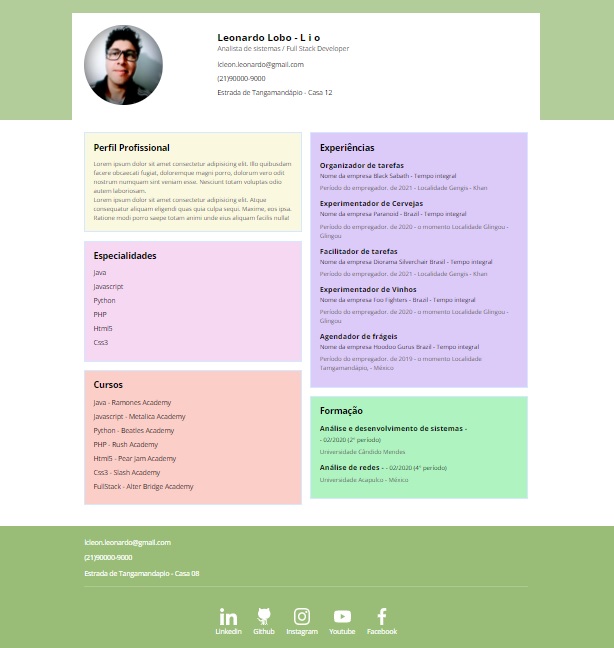 Leonardo Lobo - L i o
Analista de sistemas / Full Stack Developer
lcleon.leonardo@gmail.com
(21)90000-9000
Estrada de Tangamandápio - Casa 12
Perfil Profissional
Lorem ipsum dolor sit amet consectetur adipisicing elit. Illo quibusdam
facere obcaecati fugiat, doloremque magni porro, dolorum vero odit
nostrum numquam sint veniam esse. Nesciunt totam voluptas odio
autem laboriosam.
Lorem ipsum dolor sit amet consectetur adipisicing elit. Atque
consequatur aliquam eligendi quas quia culpa sequi. Maxime, eos ipsa.
Ratione modi porro saepe totam animi unde eius aliquam facilis nulla!
Especialidades
Java
Javascript
Python
PHP
Html5
Css3
Cursos
Java - Ramones Academy
Javascript - Metalica Academy
Python - Beatles Academy
PHP - Rush Academy
Html5 - Pear Jam Academy
Css3 - Slash Academy
FullStack - Alter Bridge Academy
Experiências
Organizador de tarefas
Nome da empresa Black Sabath - Tempo integral
Período do empregador. de 2021 - Localidade Gengis - Khan
Experimentador de Cervejas
Nome da empresa Paranoid - Brazil - Tempo integral
Período do empregador. de 2020 - o momento Localidade Glingou -
Glingou
Facilitador de tarefas
Nome da empresa Diorama Silverchair Brasil - Tempo integral
Período do empregador. de 2021 - Localidade Gengis - Khan
Experimentador de Vinhos
Nome da empresa Foo Fighters - Brazil - Tempo integral
Período do empregador. de 2020 - o momento Localidade Glingou -
Glingou
Agendador de frágeis
Nome da empresa Hoodoo Gurus Brazil - Tempo integral
Período do empregador. de 2019 - o momento Localidade
Tamgamandápio, - México
Formação
Análise e desenvolvimento de sistemas -
- 02/2020 (2° período)
Universidade Cândido Mendes
Análise de redes - - 02/2020 (4° período)
Universidade Acapulco - México
lcleon.leonardo@gmail.com
(21)90000-9000
Estrada de Tangamandapio - Casa 08
Linkedin Github Instagram Youtube Facebook